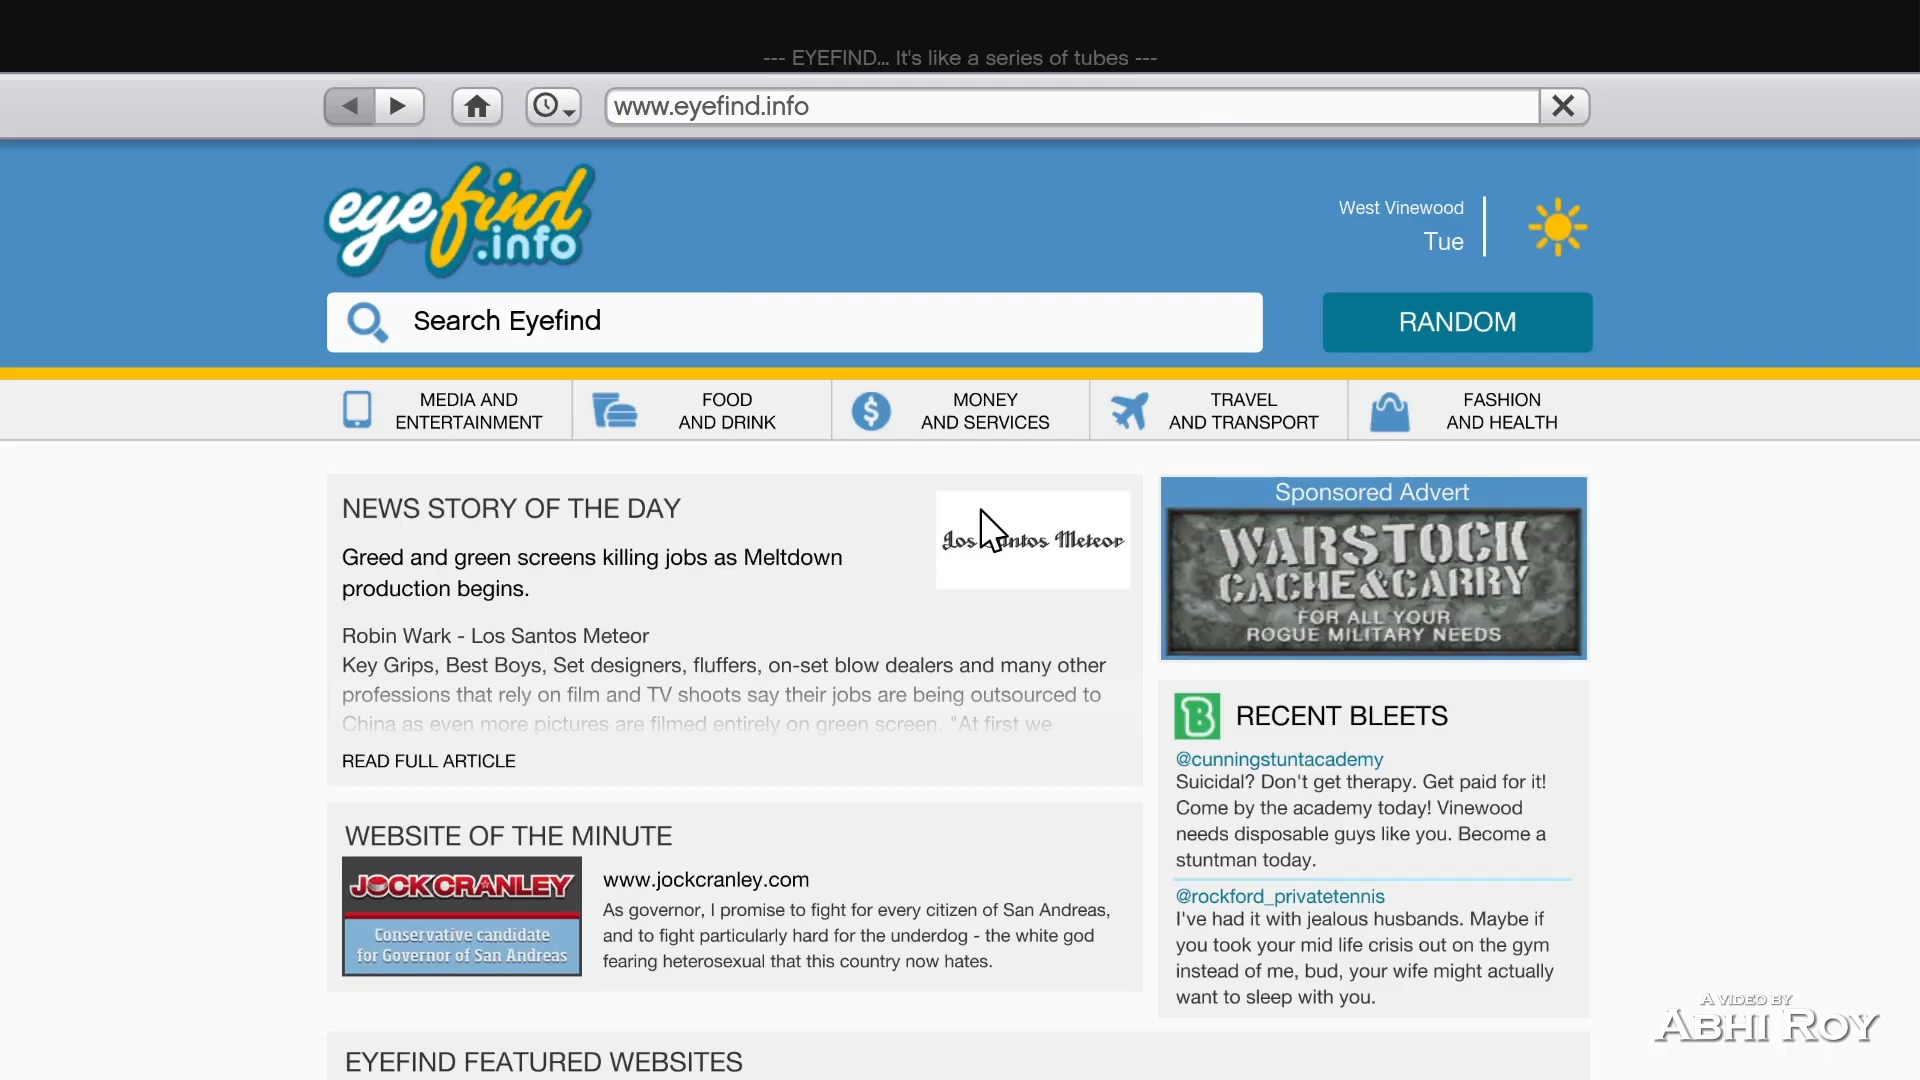 --- EYEFIND... It's like a series of tubes ---
www.eyefind.info
eyefind
.info
West Vinewood
Tue
Search Eyefind
RANDOM
MEDIA AND
ENTERTAINMENT
FOOD
AND DRINK
MONEY
AND SERVICES
TRAVEL
AND TRANSPORT
FASHION
AND HEALTH
NEWS STORY OF THE DAY
Los Santos Meteor
Greed and green screens killing jobs as Meltdown
production begins.
Robin Wark - Los Santos Meteor
Key Grips, Best Boys, Set designers, fluffers, on-set blow dealers and many other
professions that rely on film and TV shoots say their jobs are being outsourced to
China as even more pictures are filmed entirely on green screen. "At first we
READ FULL ARTICLE
WEBSITE OF THE MINUTE
JOCK CRANLEY
Conservative candidate
for Governor of San Andreas
www.jockcranley.com
As governor, I promise to fight for every citizen of San Andreas,
and to fight particularly hard for the underdog - the white god
fearing heterosexual that this country now hates.
Sponsored Advert
WARSTOCK
CACHE&CARRY
FOR ALL YOUR
ROGUE MILITARY NEEDS
B
RECENT BLEETS
@cunningstuntacademy
Suicidal? Don't get therapy. Get paid for it!
Come by the academy today! Vinewood
needs disposable guys like you. Become a
stuntman today.
@rockford_privatetennis
I've had it with jealous husbands. Maybe if
you took your mid life crisis out on the gym
instead of me, bud, your wife might actually
want to sleep with you.
EYEFIND FEATURED WEBSITES
A VIDEO BY
ABHI ROY